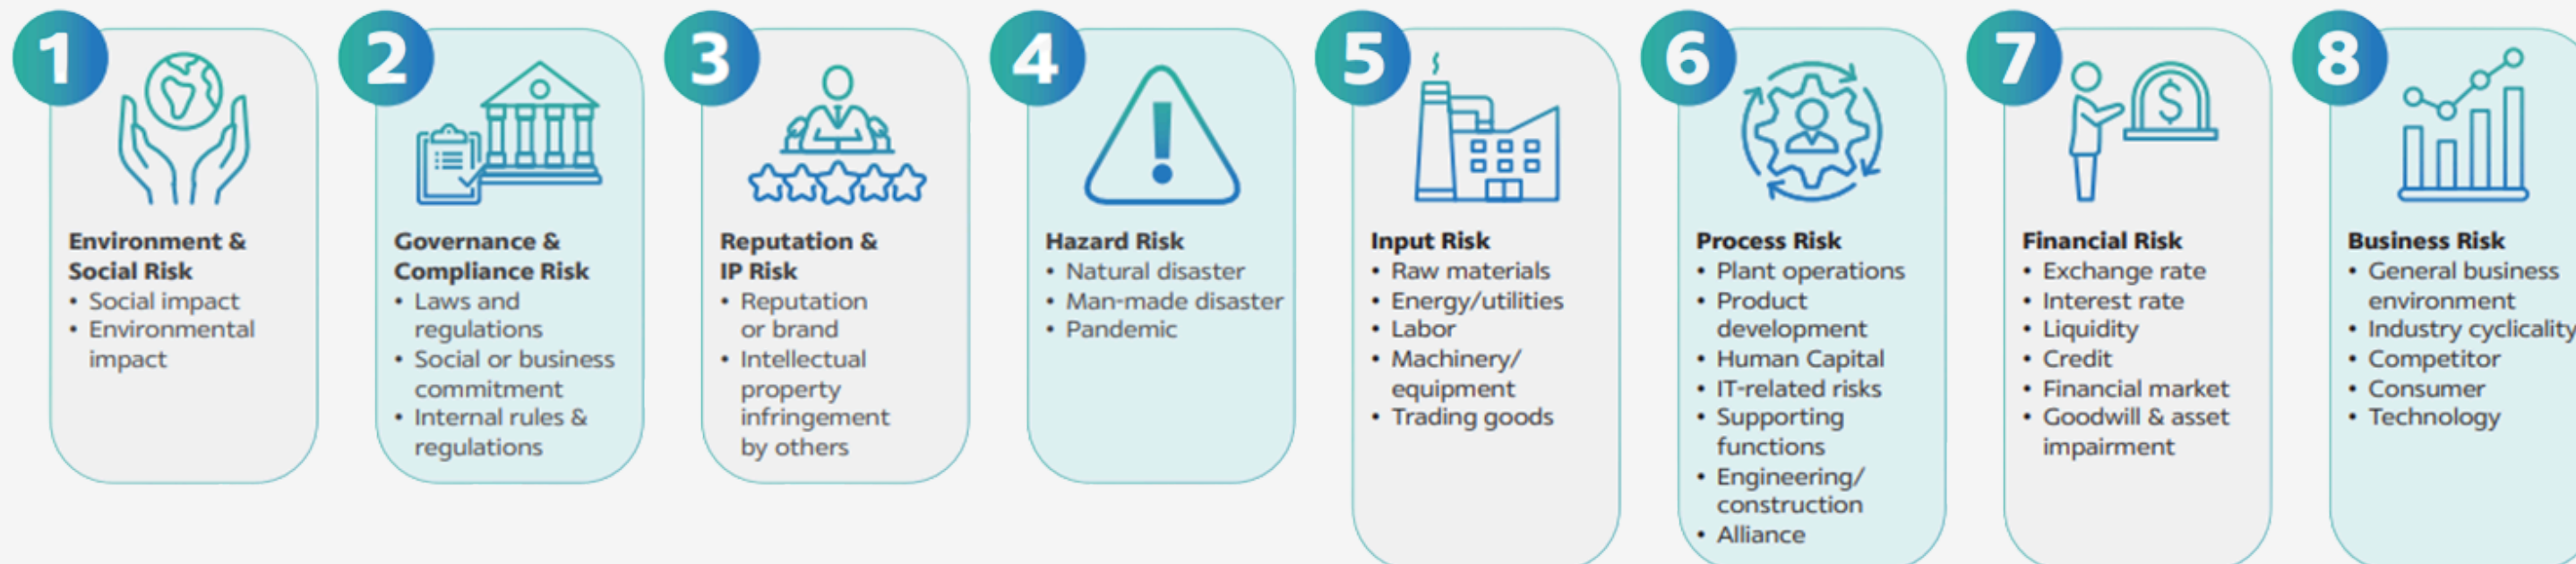 1
Environment &
Social Risk
• Social impact
• Environmental
impact
2
Governance &
Compliance Risk
• Laws and
regulations
• Social or business
commitment
• Internal rules &
regulations
3
Reputation &
IP Risk
• Reputation
or brand
• Intellectual
property
infringement
by others
4
Hazard Risk
• Natural disaster
• Man-made disaster
• Pandemic
5
Input Risk
• Raw materials
• Energy/utilities
• Labor
• Machinery/
equipment
• Trading goods
6
Process Risk
• Plant operations
• Product
development
• Human Capital
• IT-related risks
• Supporting
functions
• Engineering/
construction
• Alliance
7
$
Financial Risk
• Exchange rate
• Interest rate
• Liquidity
• Credit
• Financial market
• Goodwill & asset
impairment
8
Business Risk
• General business
environment
• Industry cyclicality
• Competitor
• Consumer
• Technology